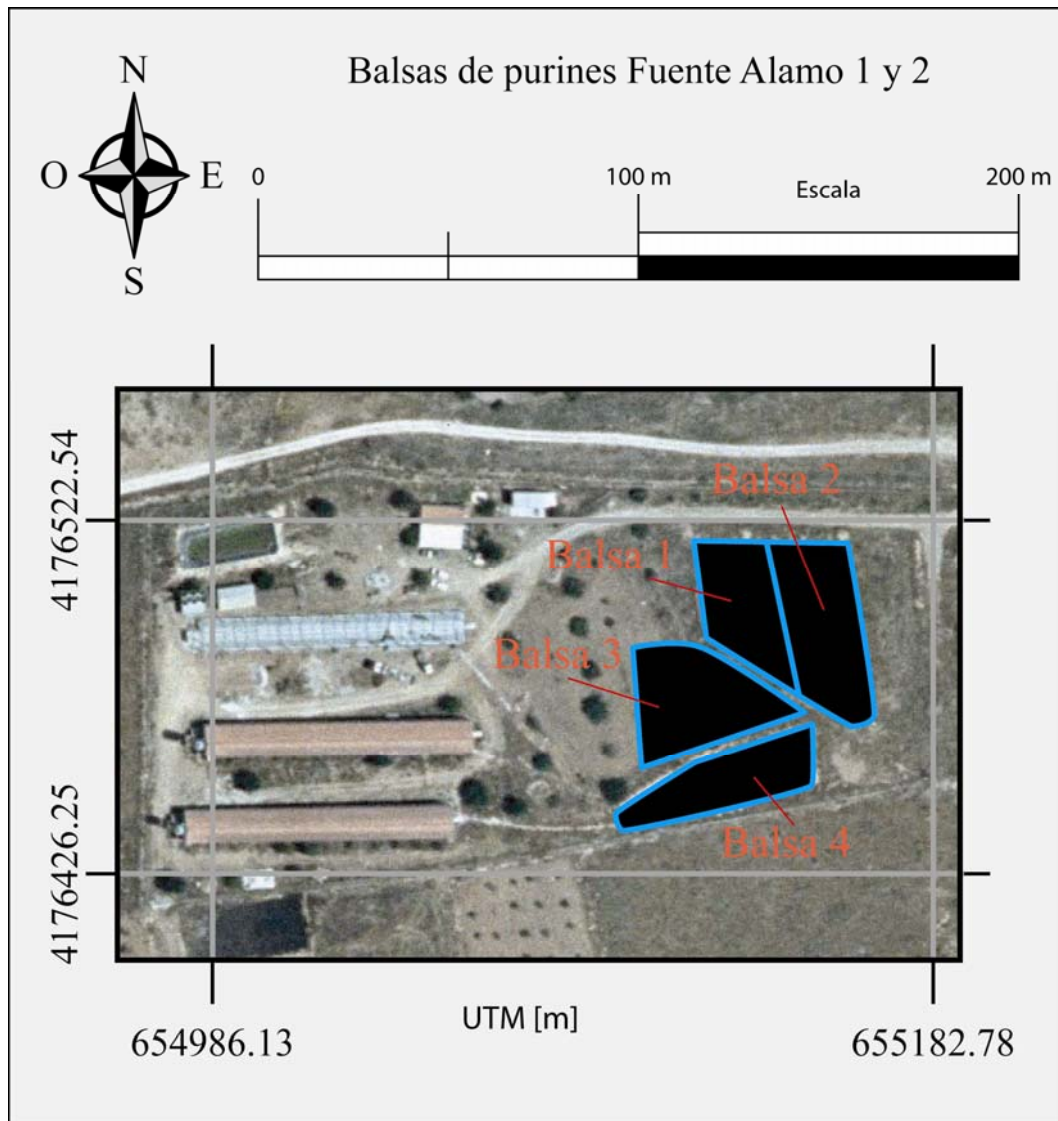 Balsas de purines Fuente Alamo 1 y 2
N
O
E
S
0
100 m
Escala
200 m
4176522.54
Balsa 2
Balsa 1
Balsa 3
Balsa 4
4176426.25
UTM [m]
654986.13
655182.78